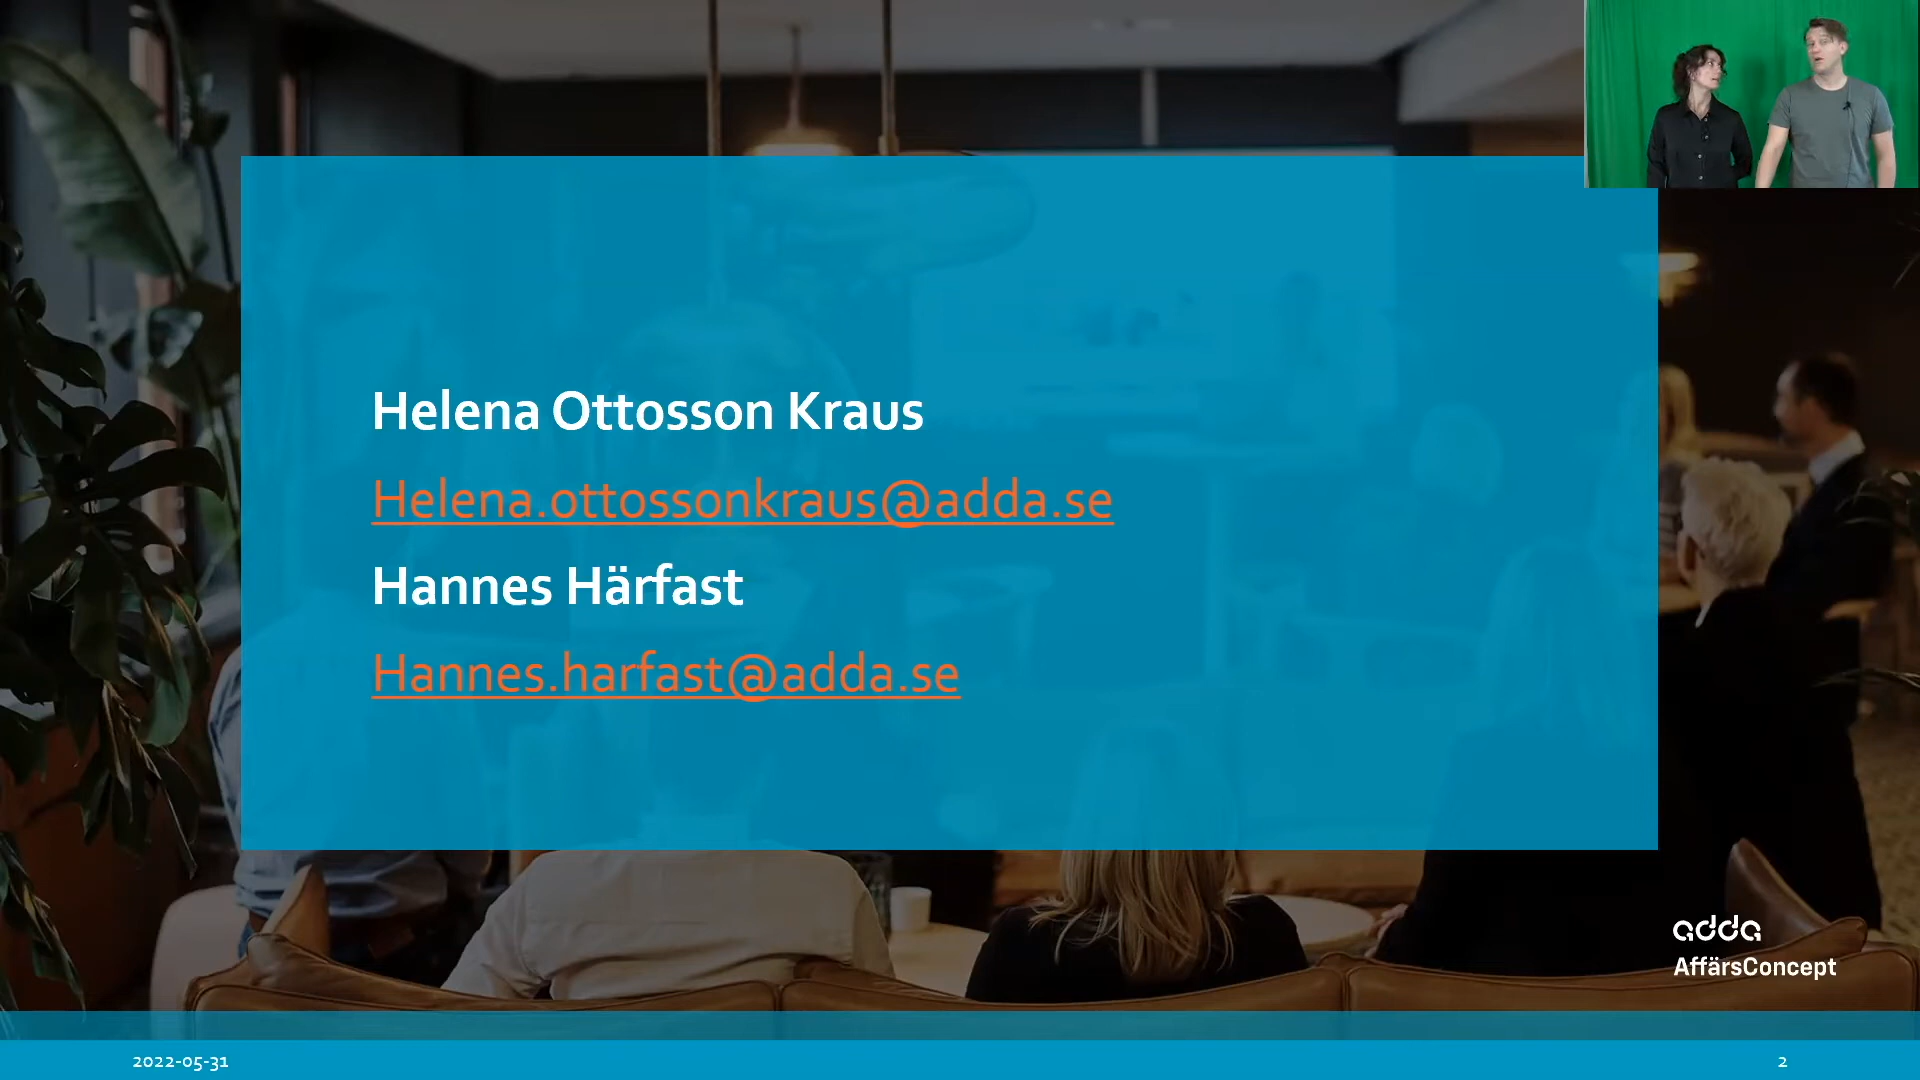 Helena Ottosson Kraus
Helena.ottossonkraus@adda.se
Hannes Härfast
Hannes.harfast@adda.se
adda
AffärsConcept
2022-05-31
2